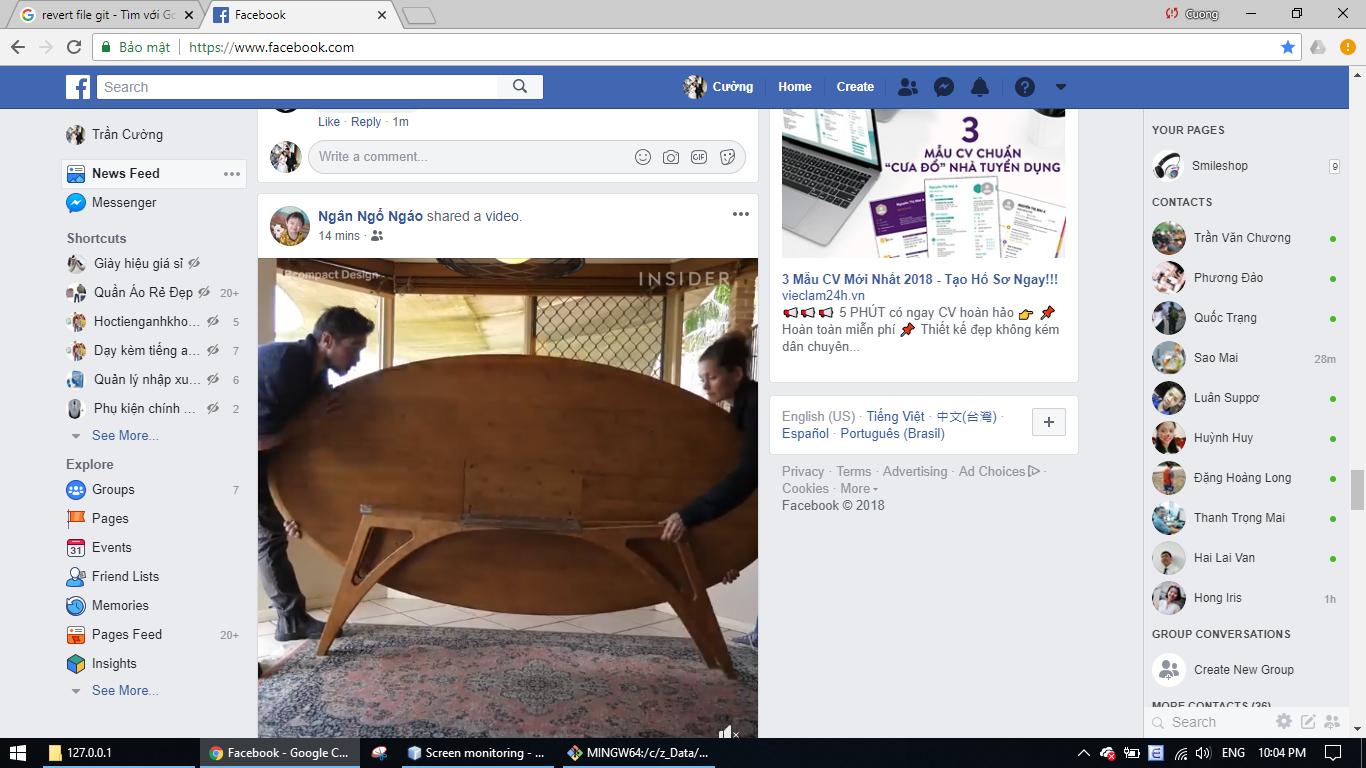 revert file git - Tìm với Go
Facebook
Cuong
Bảo mật
https://www.facebook.com
Search
Cường
Home
Create
Trần Cường
News Feed
Messenger
Shortcuts
Giày hiệu giá sỉ
Quần Áo Rẻ Đẹp 20+
Hoctienganhkho... 5
Dạy kèm tiếng a... 7
Quản lý nhập xu... 6
Phụ kiện chính ... 2
See More...
Explore
Groups 7
Pages
31 Events
Friend Lists
Memories
Pages Feed 20+
Insights
See More...
Like · Reply · 1m
Write a comment...
GIF
Ngân Ngổ Ngáo shared a video.
14 mins ·
compact Design
INSIDER
3
MẪU CV CHUẨN
“CƯA ĐỔ” NHÀ TUYỂN DỤNG
3 Mẫu CV Mới Nhất 2018 - Tạo Hồ Sơ Ngay!!!
vieclam24h.vn
5 PHÚT có ngay CV hoàn hảo
Hoàn toàn miễn phí Thiết kế đẹp không kém
dân chuyên...
English (US) · Tiếng Việt · 中文(台灣) ·
Español · Português (Brasil)
Privacy · Terms · Advertising · Ad Choices ·
Cookies · More
Facebook © 2018
YOUR PAGES
Smileshop 9
CONTACTS
Trần Văn Chương
Phương Đảo
Quốc Trạng
Sao Mai 28m
Luân Suppơ
Huỳnh Huy
Đặng Hoàng Long
Thanh Trọng Mai
Hai Lai Van
Hong Iris 1h
GROUP CONVERSATIONS
Create New Group
MORE CONTACTS (26)
Search
127.0.0.1
Facebook - Google C...
Screen monitoring - ...
MINGW64:/c/z_Data/...
ENG
10:04 PM